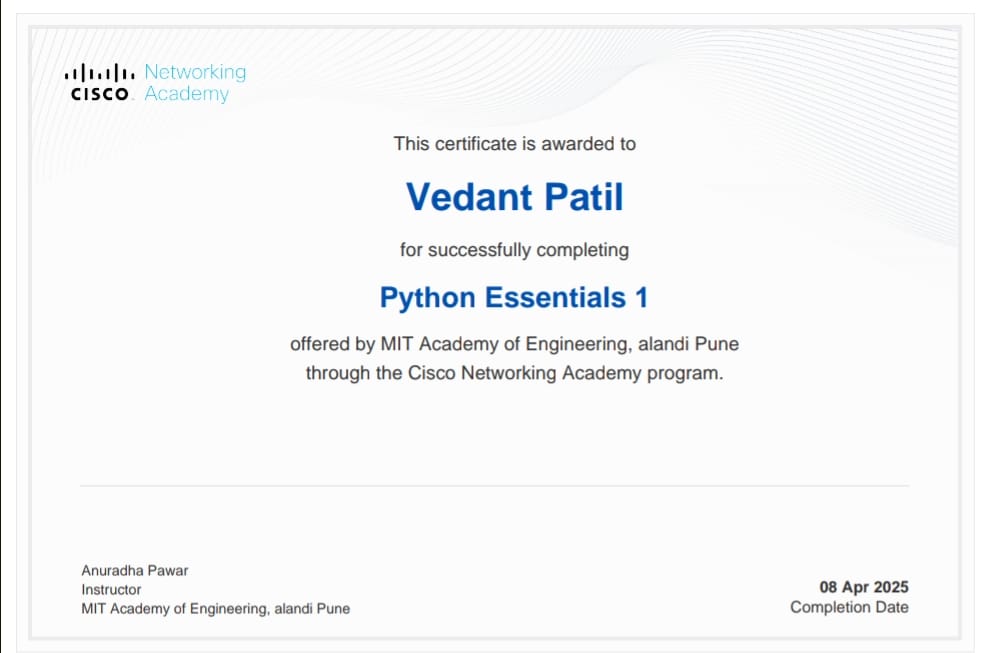 Networking
CISCO Academy
This certificate is awarded to
Vedant Patil
for successfully completing
Python Essentials 1
offered by MIT Academy of Engineering, alandi Pune
through the Cisco Networking Academy program.
Anuradha Pawar
Instructor
MIT Academy of Engineering, alandi Pune
08 Apr 2025
Completion Date